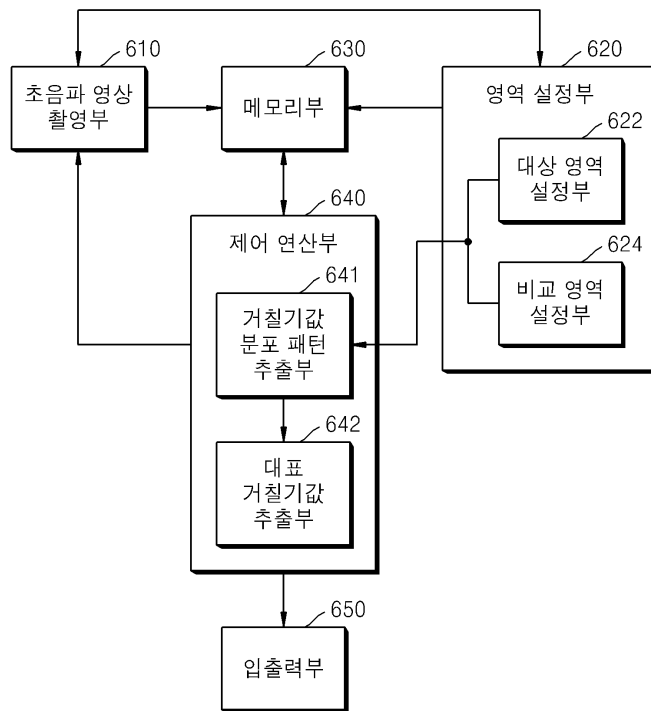 610
초음파 영상
촬영부
630
메모리부
620
영역 설정부
622
대상 영역
설정부
624
비교 영역
설정부
640
제어 연산부
641
거칠기값
분포 패턴
추출부
642
대표
거칠기값
추출부
650
입출력부